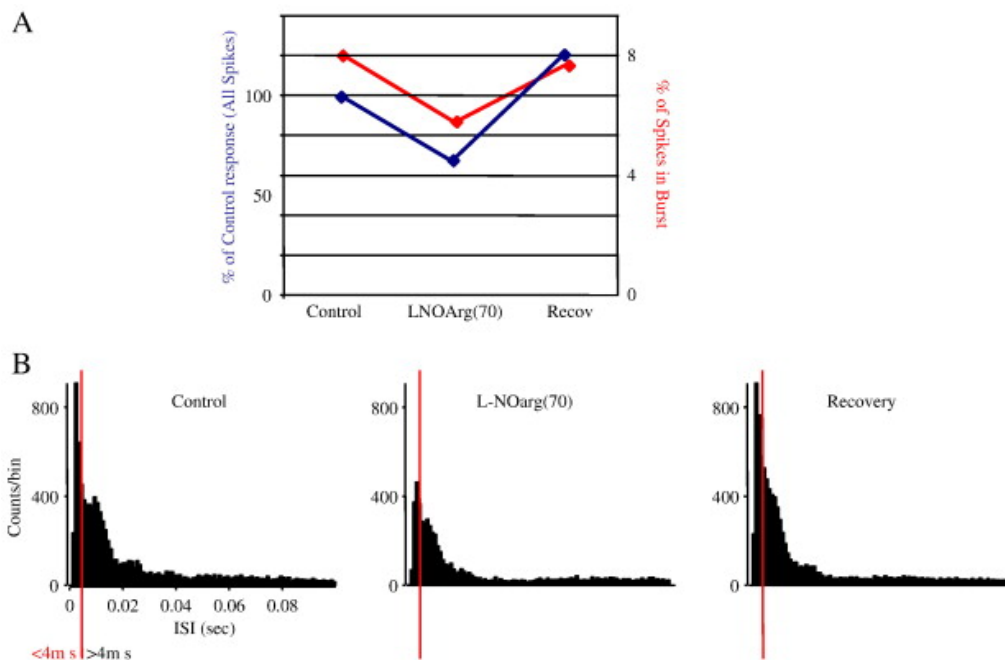 A
% of Control response (All Spikes)
100
50
0
8
4
0
% of Spikes in Burst
Control LNOArg(70) Recov
B
Control
L-NOarg(70)
Recovery
Counts/bin
800
400
0
800
400
0
800
400
0
0 0.02 0.04 0.06 0.08
ISI (sec)
<4m s >4m s